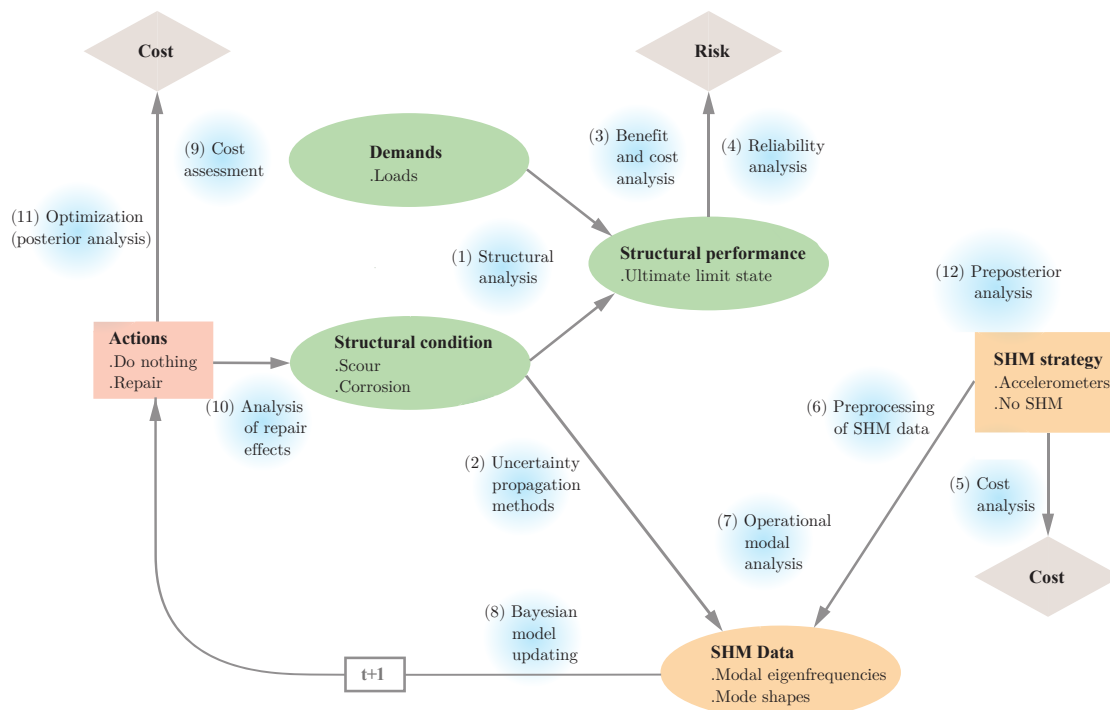 Cost
Risk
(9) Cost
assessment
Demands
.Loads
(3) Benefit
and cost
analysis
(4) Reliability
analysis
(11) Optimization
(posterior analysis)
(1) Structural
analysis
Structural performance
.Ultimate limit state
(12) Preposterior
analysis
Actions
.Do nothing
.Repair
Structural condition
.Scour
.Corrosion
SHM strategy
.Accelerometers
.No SHM
(10) Analysis
of repair
effects
(6) Preprocessing
of SHM data
(2) Uncertainty
propagation
methods
(5) Cost
analysis
(7) Operational
modal
analysis
Cost
(8) Bayesian
model
updating
t+1
SHM Data
.Modal eigenfrequencies
.Mode shapes